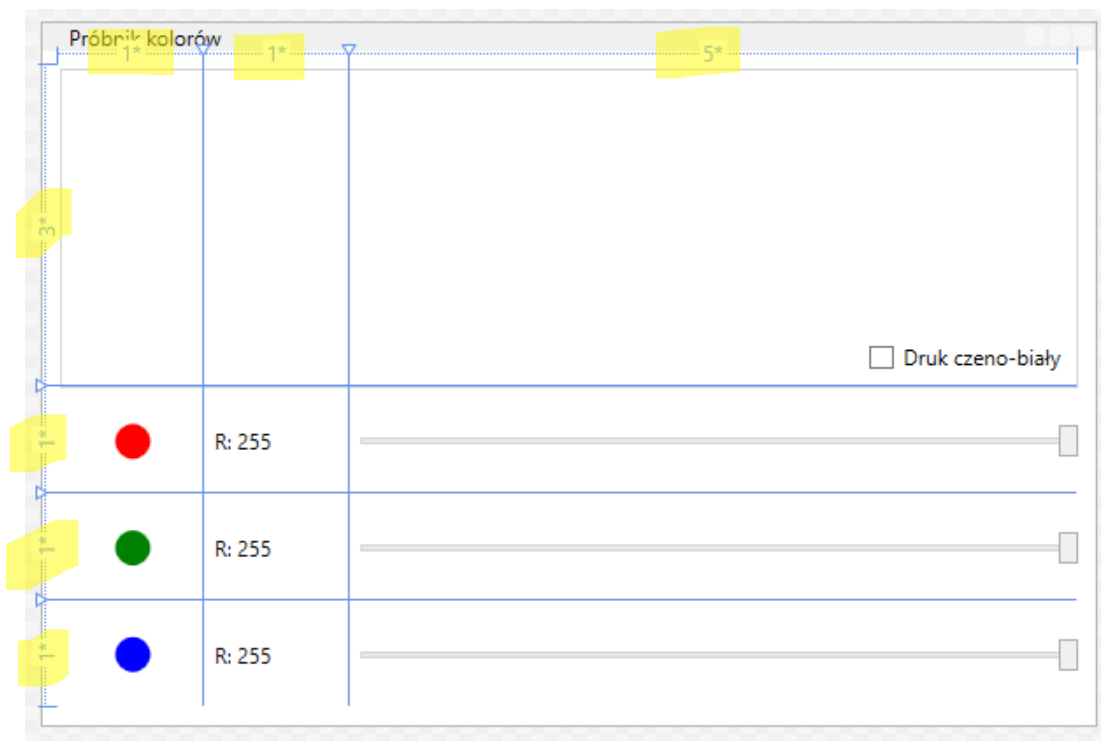 Próbnik kolorów
1* 1* 5*
3*
Druk czeno-biały
1* R: 255
1* R: 255
1* R: 255